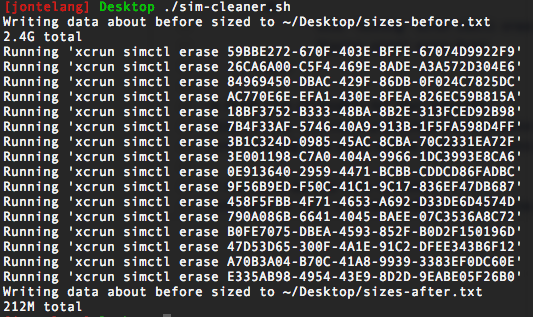 [jontelang] Desktop ./sim-cleaner.sh
Writing data about before sized to ~/Desktop/sizes-before.txt
2.4G total
Running 'xcrun simctl erase 59BBE272-670F-403E-BFFE-67074D9922F9'
Running 'xcrun simctl erase 26CA6A00-C5F4-469E-8ADE-A3A572D304E6'
Running 'xcrun simctl erase 84969450-DBAC-429F-86DB-0F024C7825DC'
Running 'xcrun simctl erase AC770E6E-EFA1-430E-8FEA-826EC59B815A'
Running 'xcrun simctl erase 18BF3752-B333-48BA-8B2E-313FCED92B98'
Running 'xcrun simctl erase 7B4F33AF-5746-40A9-913B-1F5FA598D4FF'
Running 'xcrun simctl erase 3B1C324D-0985-45AC-8CBA-70C2331EA72F'
Running 'xcrun simctl erase 3E001198-C7A0-404A-9966-1DC3993E8CA6'
Running 'xcrun simctl erase 0E913640-2959-4471-BCBB-CDDCD86FADBC'
Running 'xcrun simctl erase 9F56B9ED-F50C-41C1-9C17-836EF47DB687'
Running 'xcrun simctl erase 458F5FBB-4F71-4653-A692-D33DE6D4574D'
Running 'xcrun simctl erase 790A086B-6641-4045-BAEE-07C3536A8C72'
Running 'xcrun simctl erase B0FE7075-DBEA-4593-852F-B0D2F150196D'
Running 'xcrun simctl erase 47D53D65-300F-4A1E-91C2-DFEE343B6F12'
Running 'xcrun simctl erase A70B3A04-B70C-41A8-9939-3383EF0DC60E'
Running 'xcrun simctl erase E335AB98-4954-43E9-8D2D-9EABE05F26B0'
Writing data about before sized to ~/Desktop/sizes-after.txt
212M total